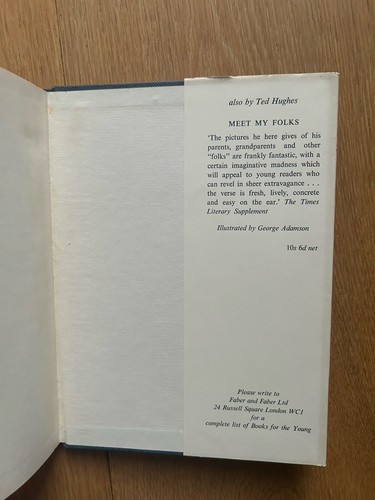 also by Ted Hughes
MEET MY FOLKS
'The pictures he here gives of his
parents, grandparents and other
"folks" are frankly fantastic, with a
certain imaginative madness which
will appeal to young readers who
can revel in sheer extravagance . . .
the verse is fresh, lively, concrete
and easy on the ear.' The Times
Literary Supplement
Illustrated by George Adamson
10s 6d net
Please write to
Faber and Faber Ltd
24 Russell Square London WC1
for a
complete list of Books for the Young